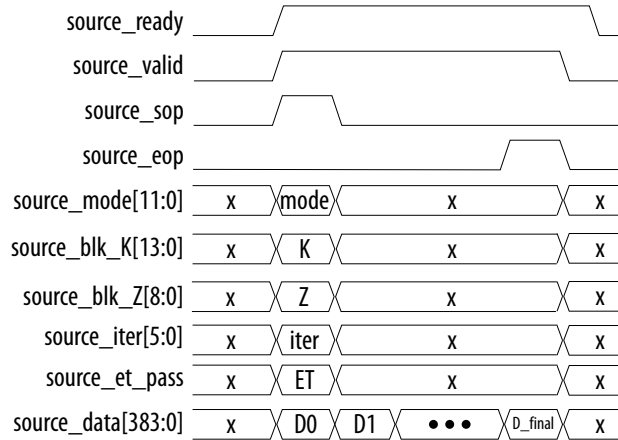 source_ready
source_valid
source_sop
source_eop
source_mode[11:0] x mode x x
source_blk_K[13:0] x K x x
source_blk_Z[8:0] x Z x x
source_iter[5:0] x iter x x
source_et_pass x ET x x
source_data[383:0] x D0 D1 ••• D_final x